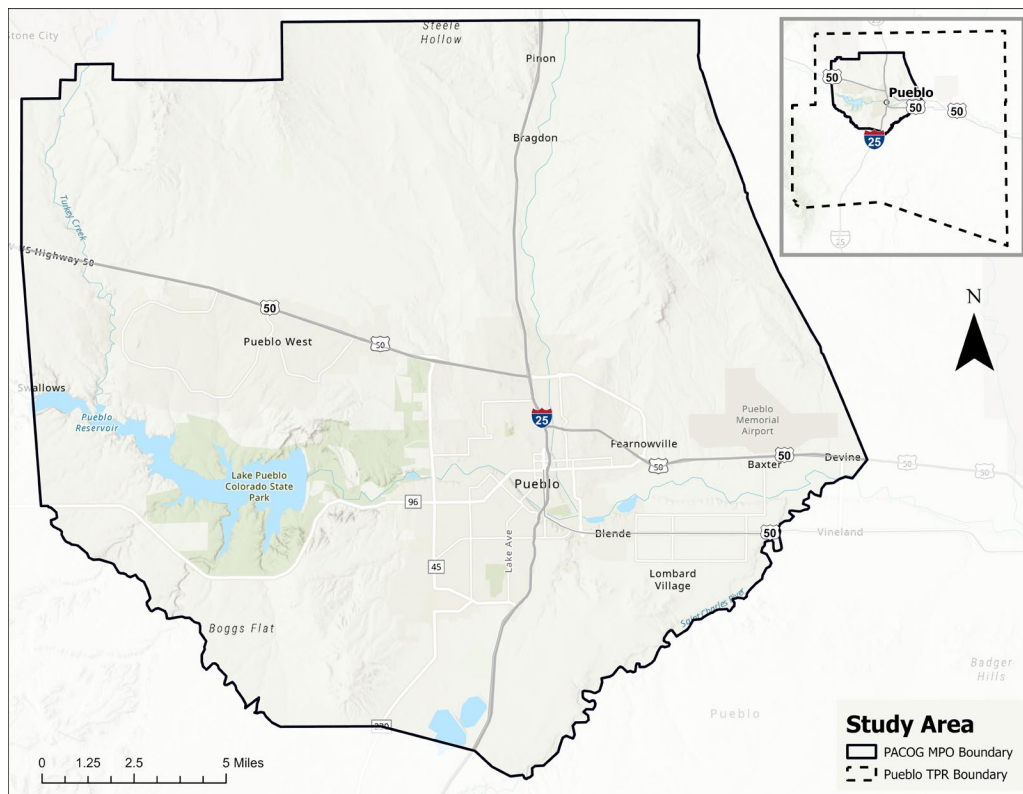 Stone City
Steele
Hollow
Pinon
Bragdon
50
Pueblo
50
50
25
25
Turkey Creek
US Highway 50
50
Pueblo West
50
N
Swallows
Pueblo
Reservoir
25
Pueblo
Memorial
Airport
Fearnowville
50
Baxter
50
Devine
50
50
Lake Pueblo
Colorado State
Park
Pueblo
96
Blende
50
Vineland
Lake Ave
45
Lombard
Village
Saint Charles River
Boggs Flat
Badger
Hills
Pueblo
230
Study Area
PACOG MPO Boundary
Pueblo TPR Boundary
0 1.25 2.5 5 Miles